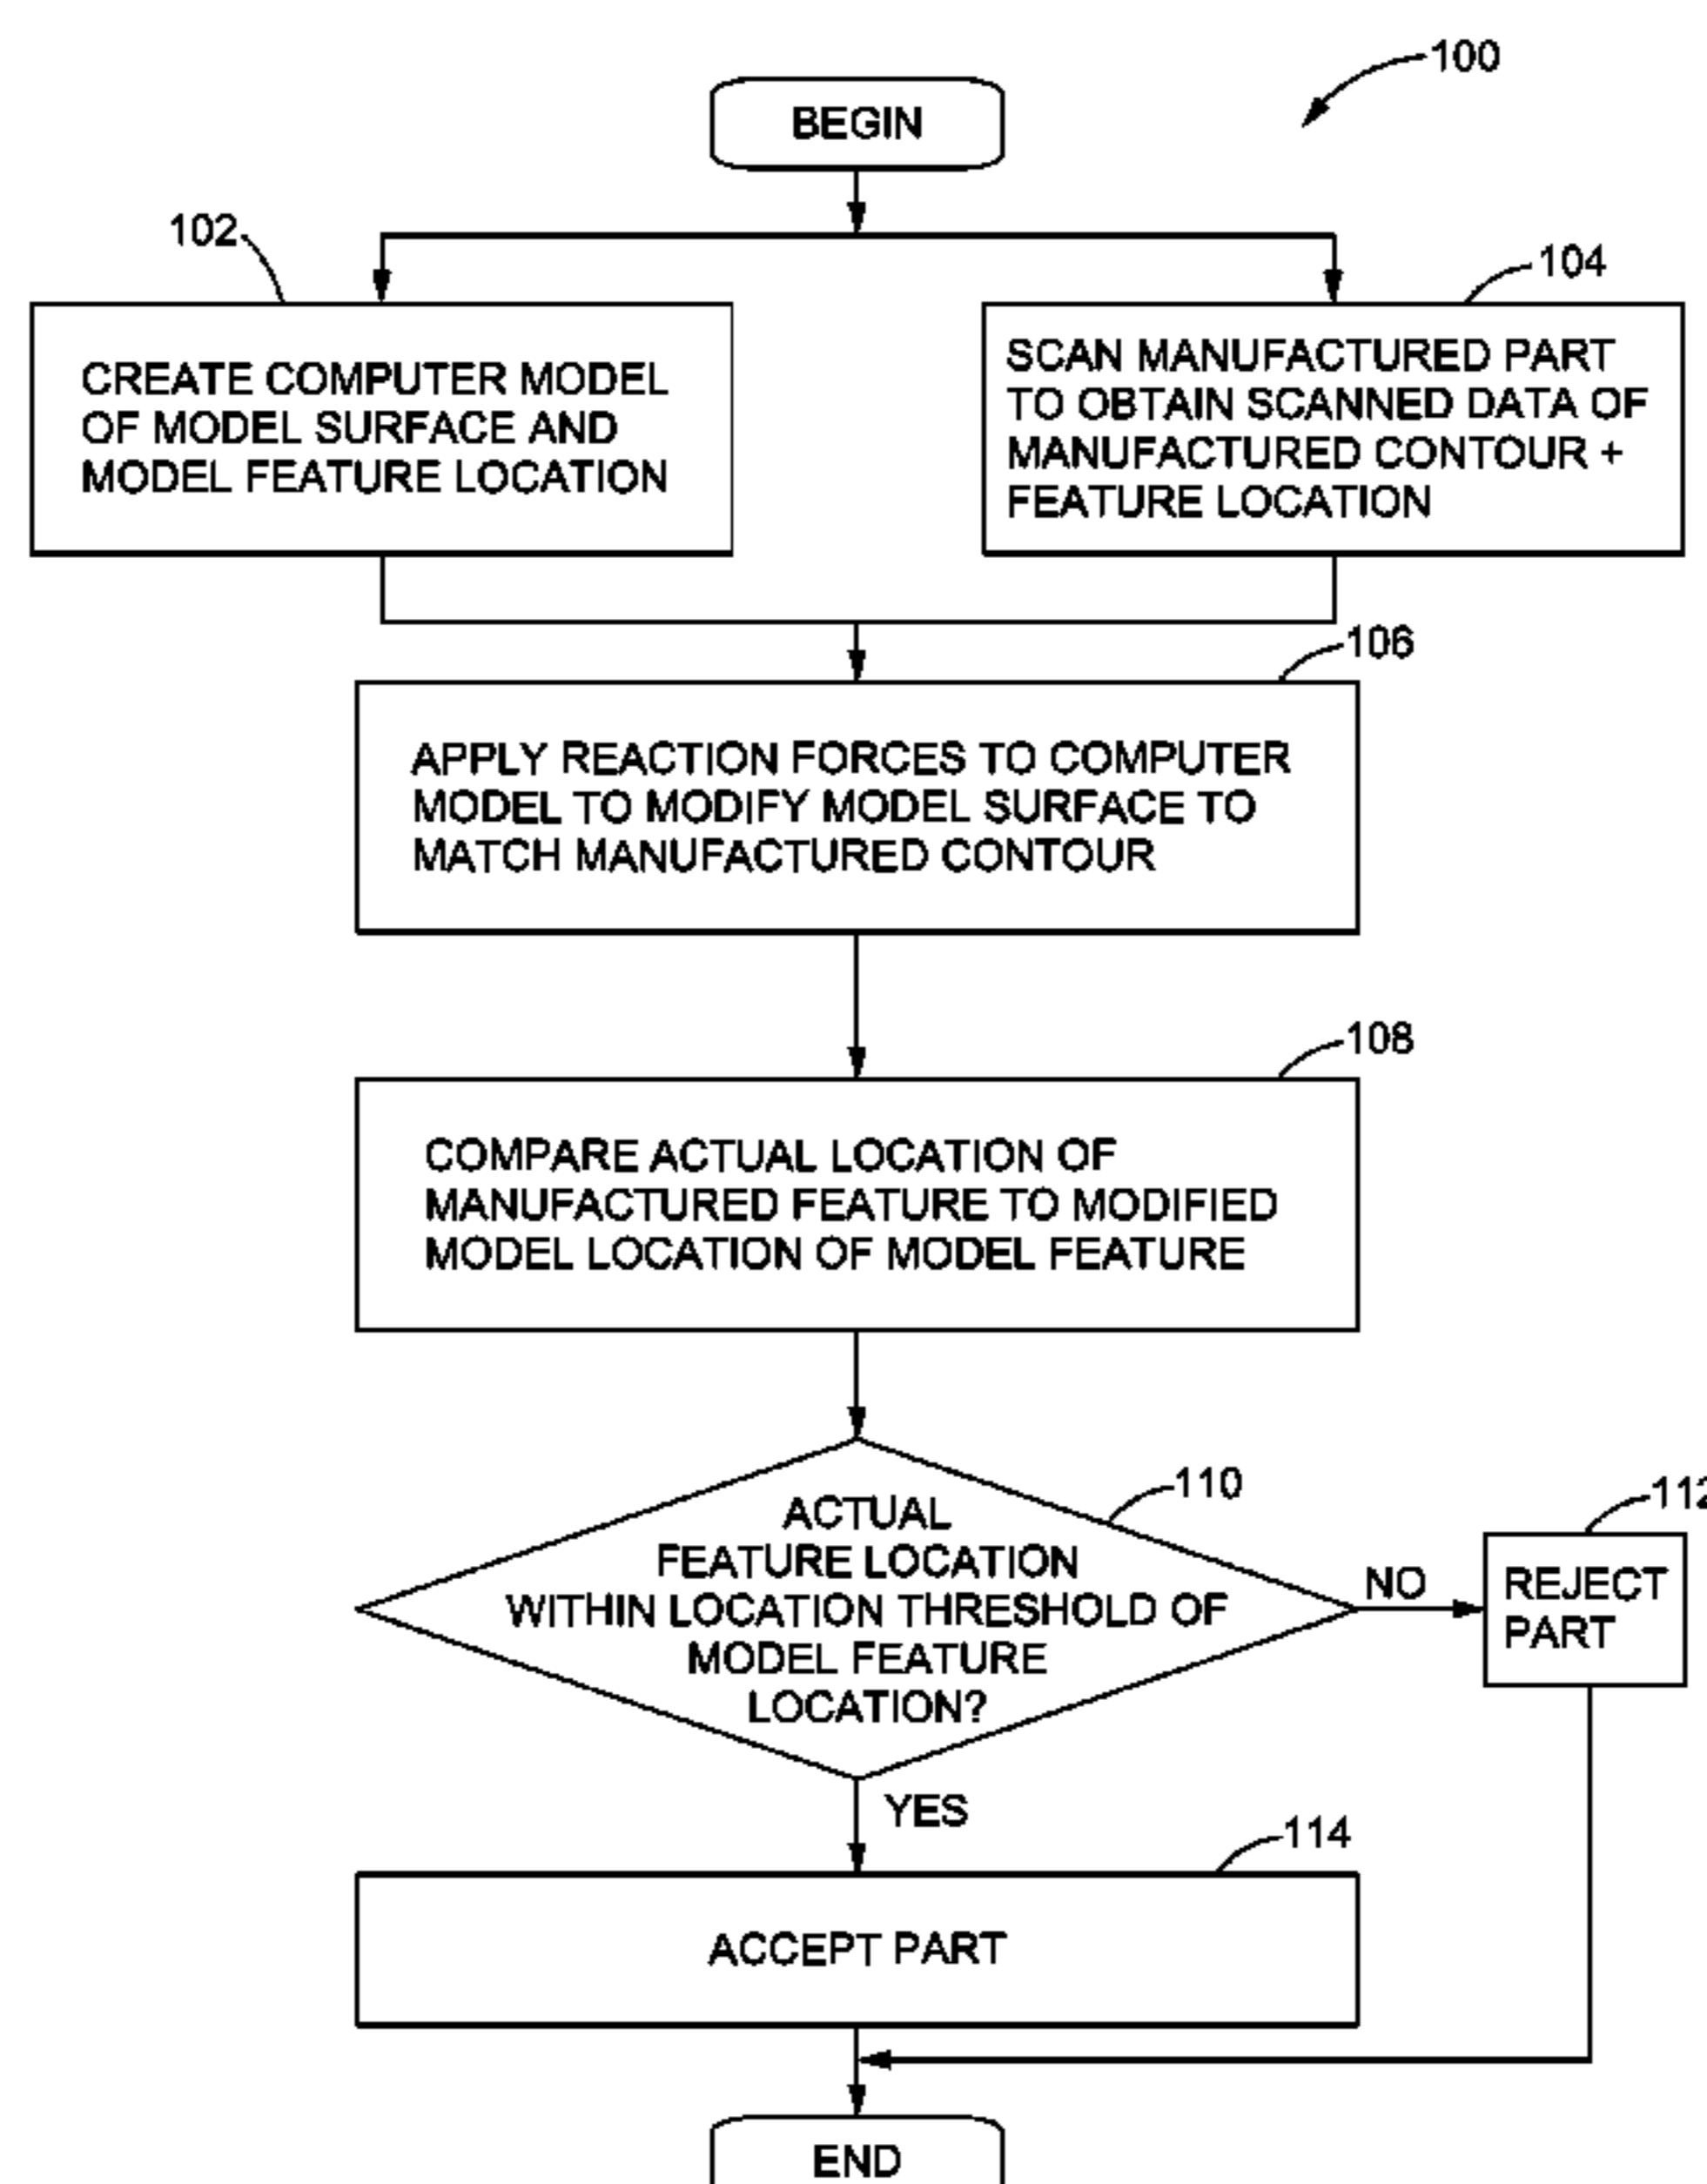 100
BEGIN
102
104
CREATE COMPUTER MODEL
OF MODEL SURFACE AND
MODEL FEATURE LOCATION
SCAN MANUFACTURED PART
TO OBTAIN SCANNED DATA OF
MANUFACTURED CONTOUR +
FEATURE LOCATION
106
APPLY REACTION FORCES TO COMPUTER
MODEL TO MODIFY MODEL SURFACE TO
MATCH MANUFACTURED CONTOUR
108
COMPARE ACTUAL LOCATION OF
MANUFACTURED FEATURE TO MODIFIED
MODEL LOCATION OF MODEL FEATURE
110
ACTUAL
FEATURE LOCATION
WITHIN LOCATION THRESHOLD OF
MODEL FEATURE
LOCATION?
112
NO
REJECT
PART
YES
114
ACCEPT PART
END